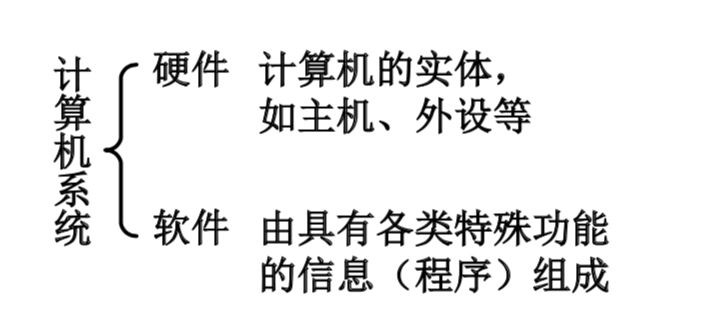 计算机系统
硬件 计算机的实体，
如主机、外设等
软件 由具有各类特殊功能
的信息（程序）组成